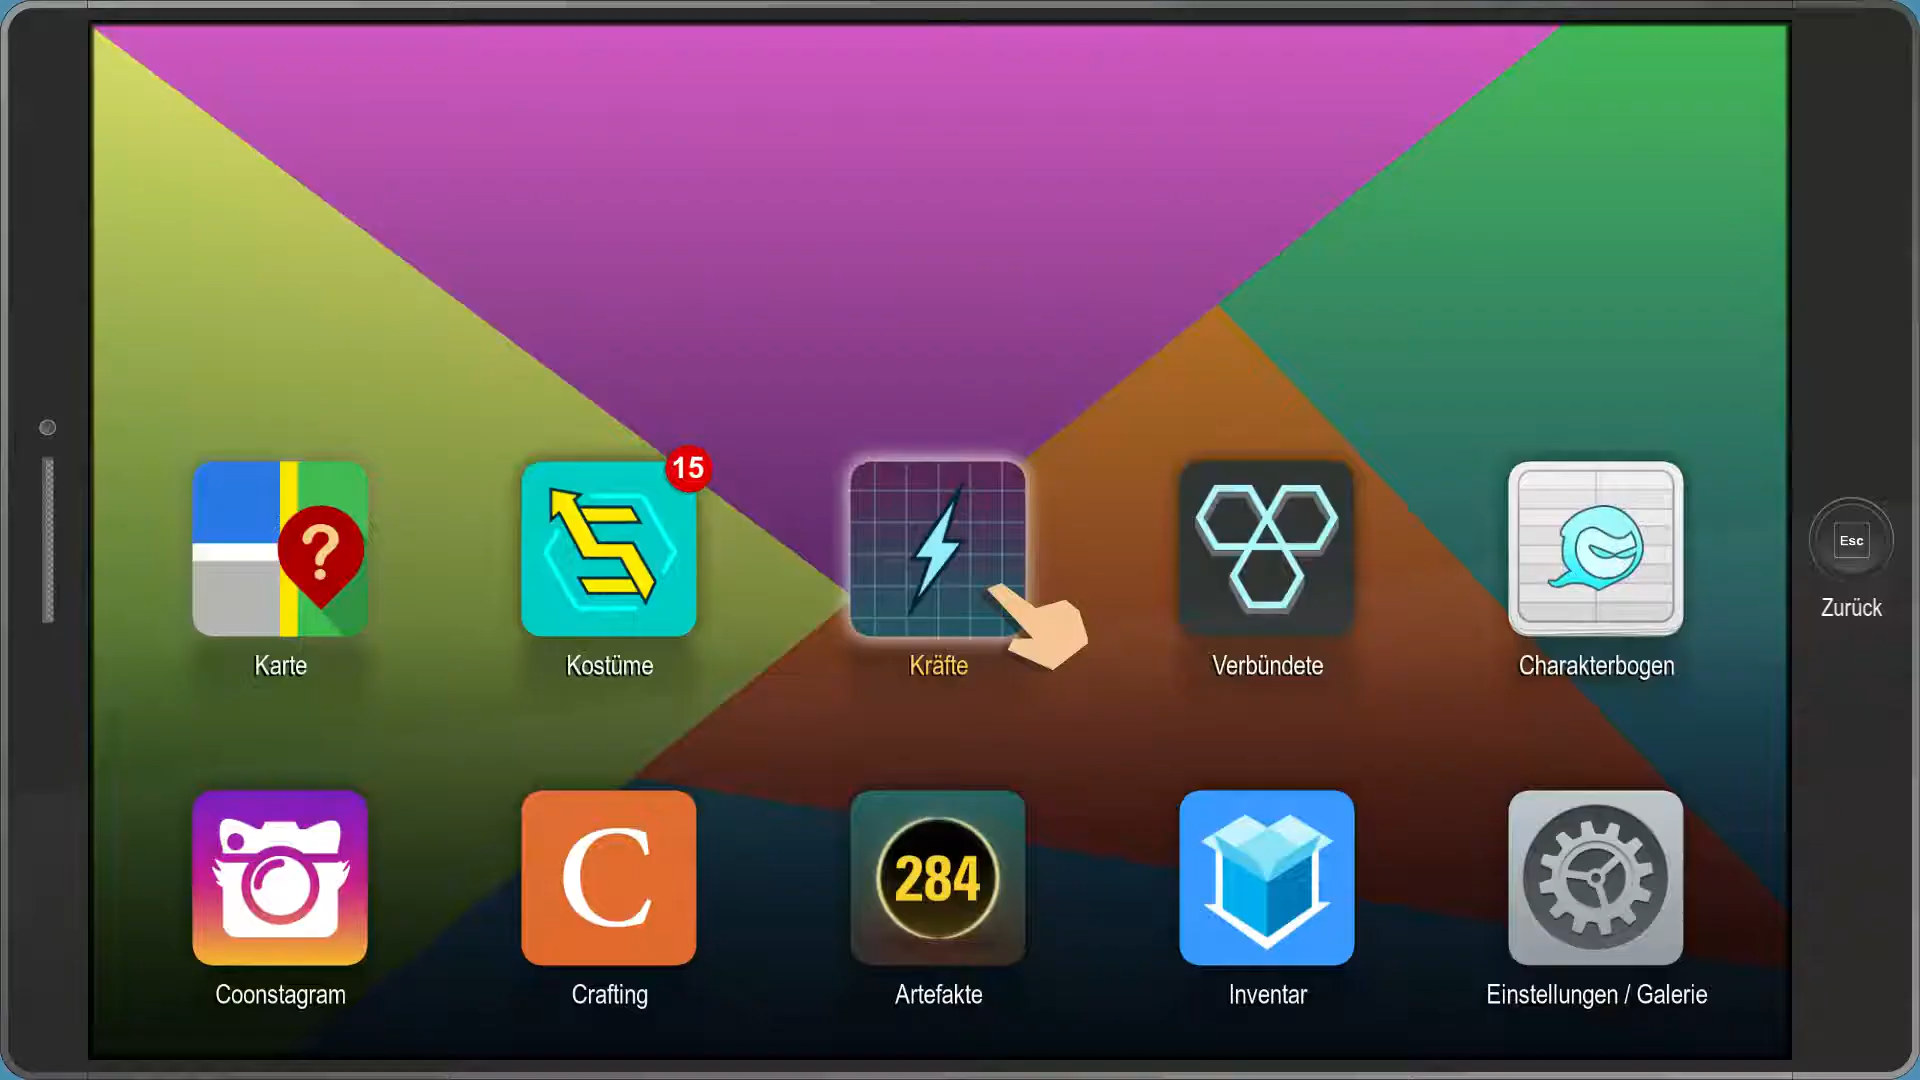 15
?
Karte
Kostüme
Kräfte
Verbündete
Charakterbogen
Esc
Zurück
C
284
Coonstagram
Crafting
Artefakte
Inventar
Einstellungen / Galerie